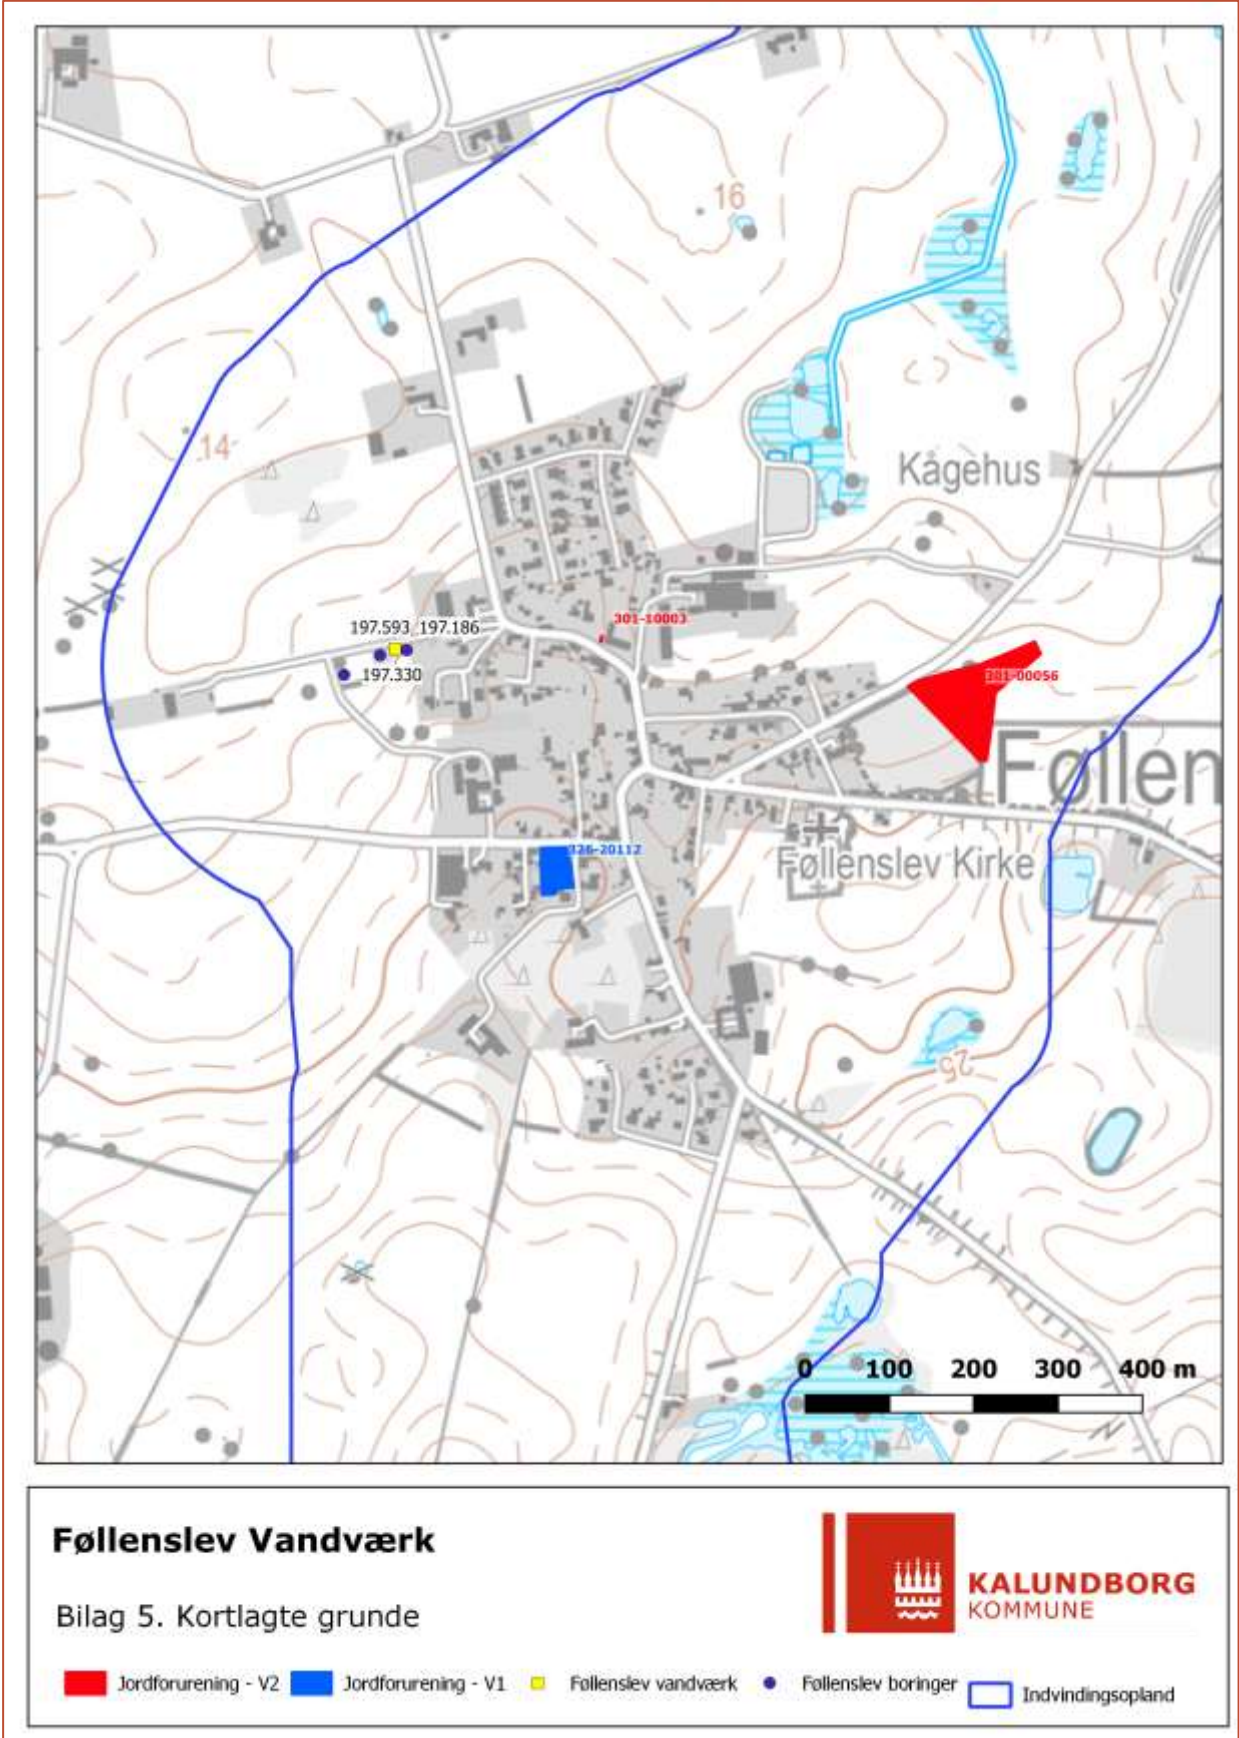 16
14
Kågehus
301-10003
197.593 197.186
197.330
301-00056
Føllen
326-20112
Føllenslev Kirke
25
0 100 200 300 400 m
Føllenslev Vandværk
Bilag 5. Kortlagte grunde
KALUNDBORG
KOMMUNE
Jordforurening - V2 Jordforurening - V1 Føllenslev vandværk Føllenslev boringer Indvindingsopland